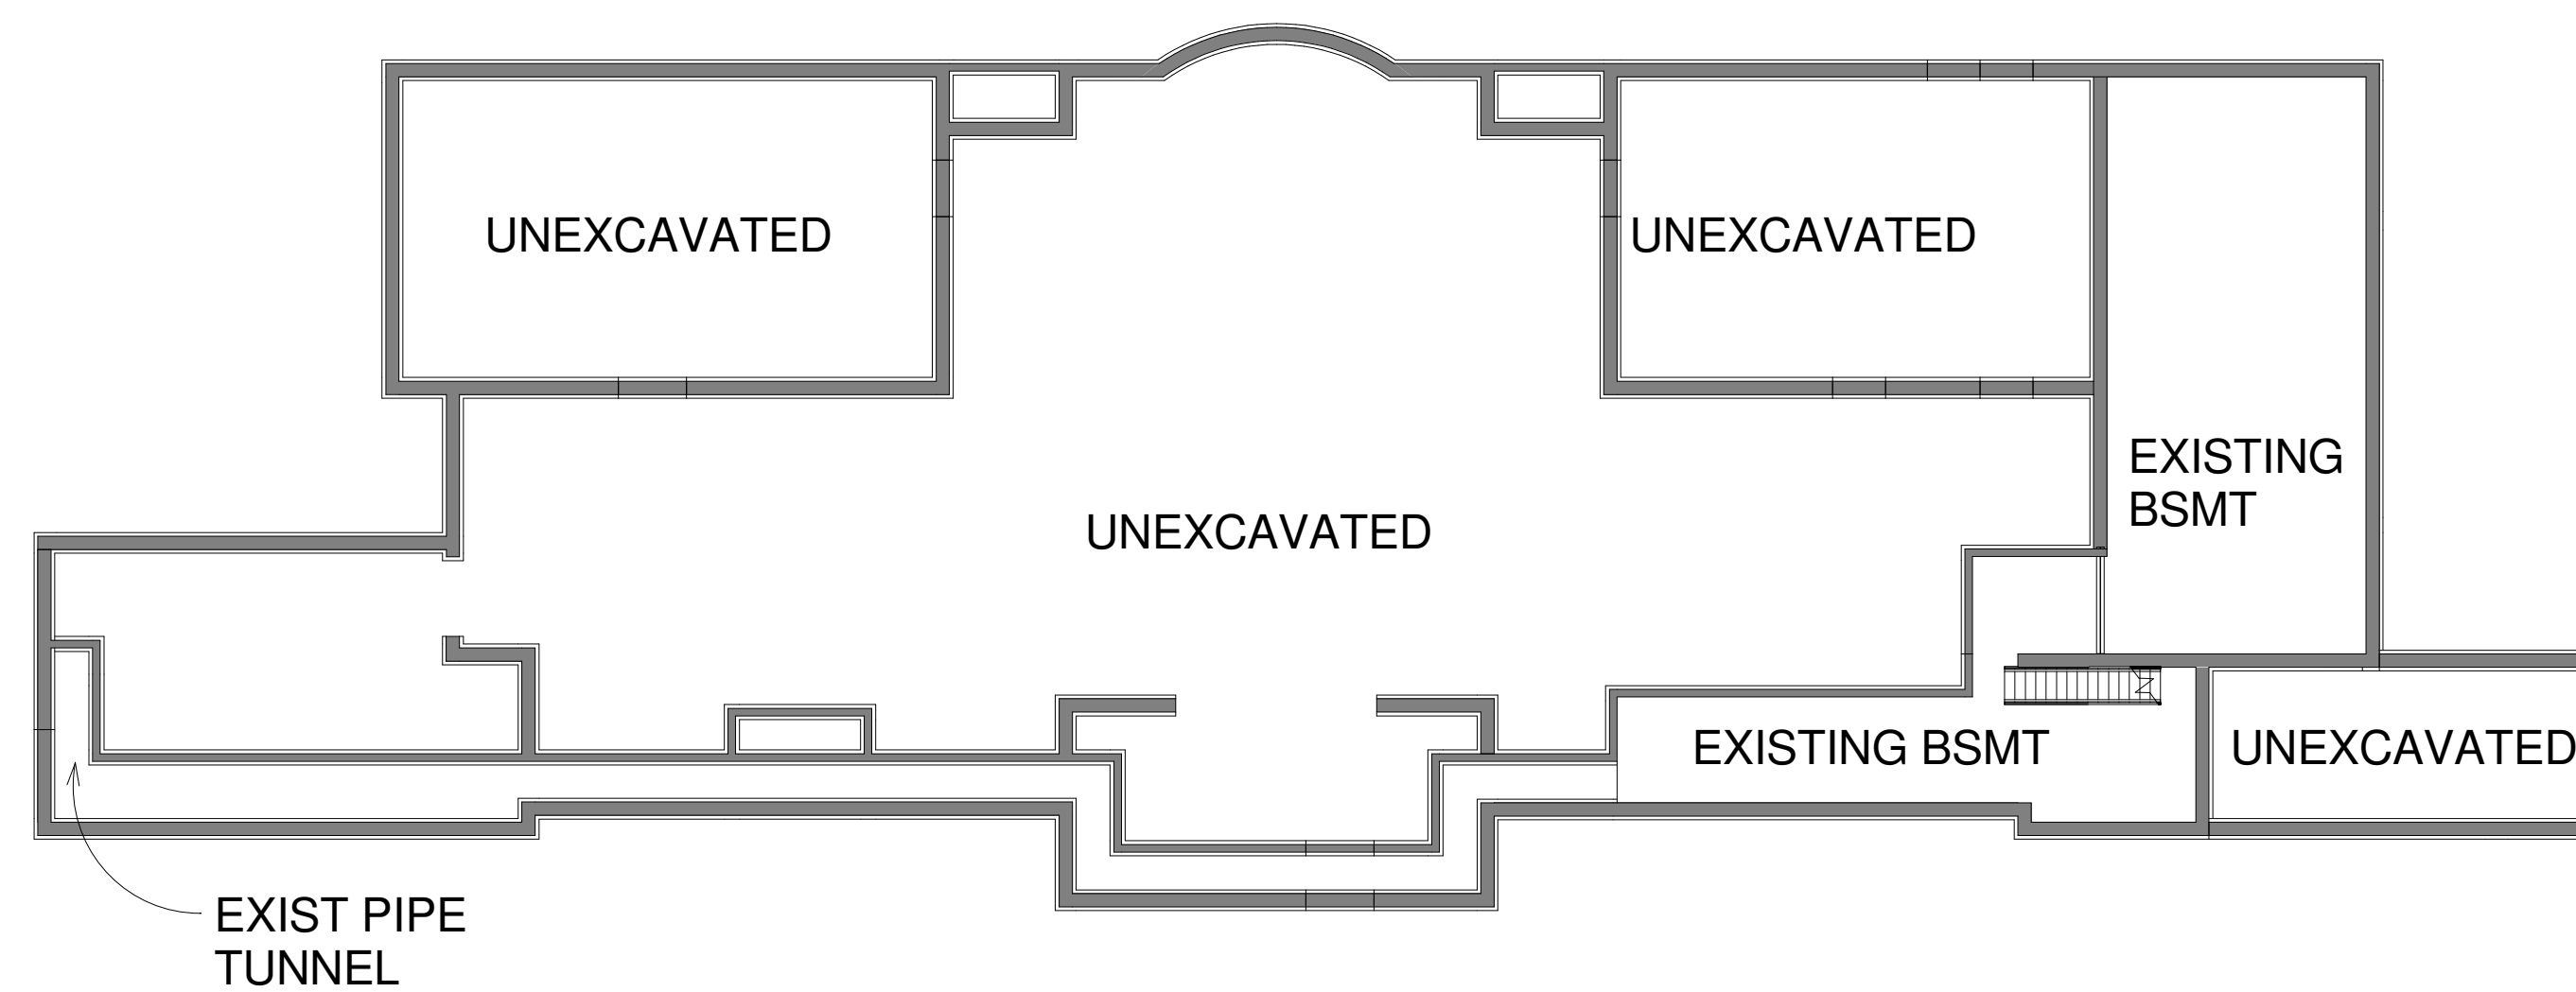 UNEXCAVATED
UNEXCAVATED
EXISTING
BSMT
UNEXCAVATED
EXISTING BSMT
UNEXCAVATED
EXIST PIPE
TUNNEL